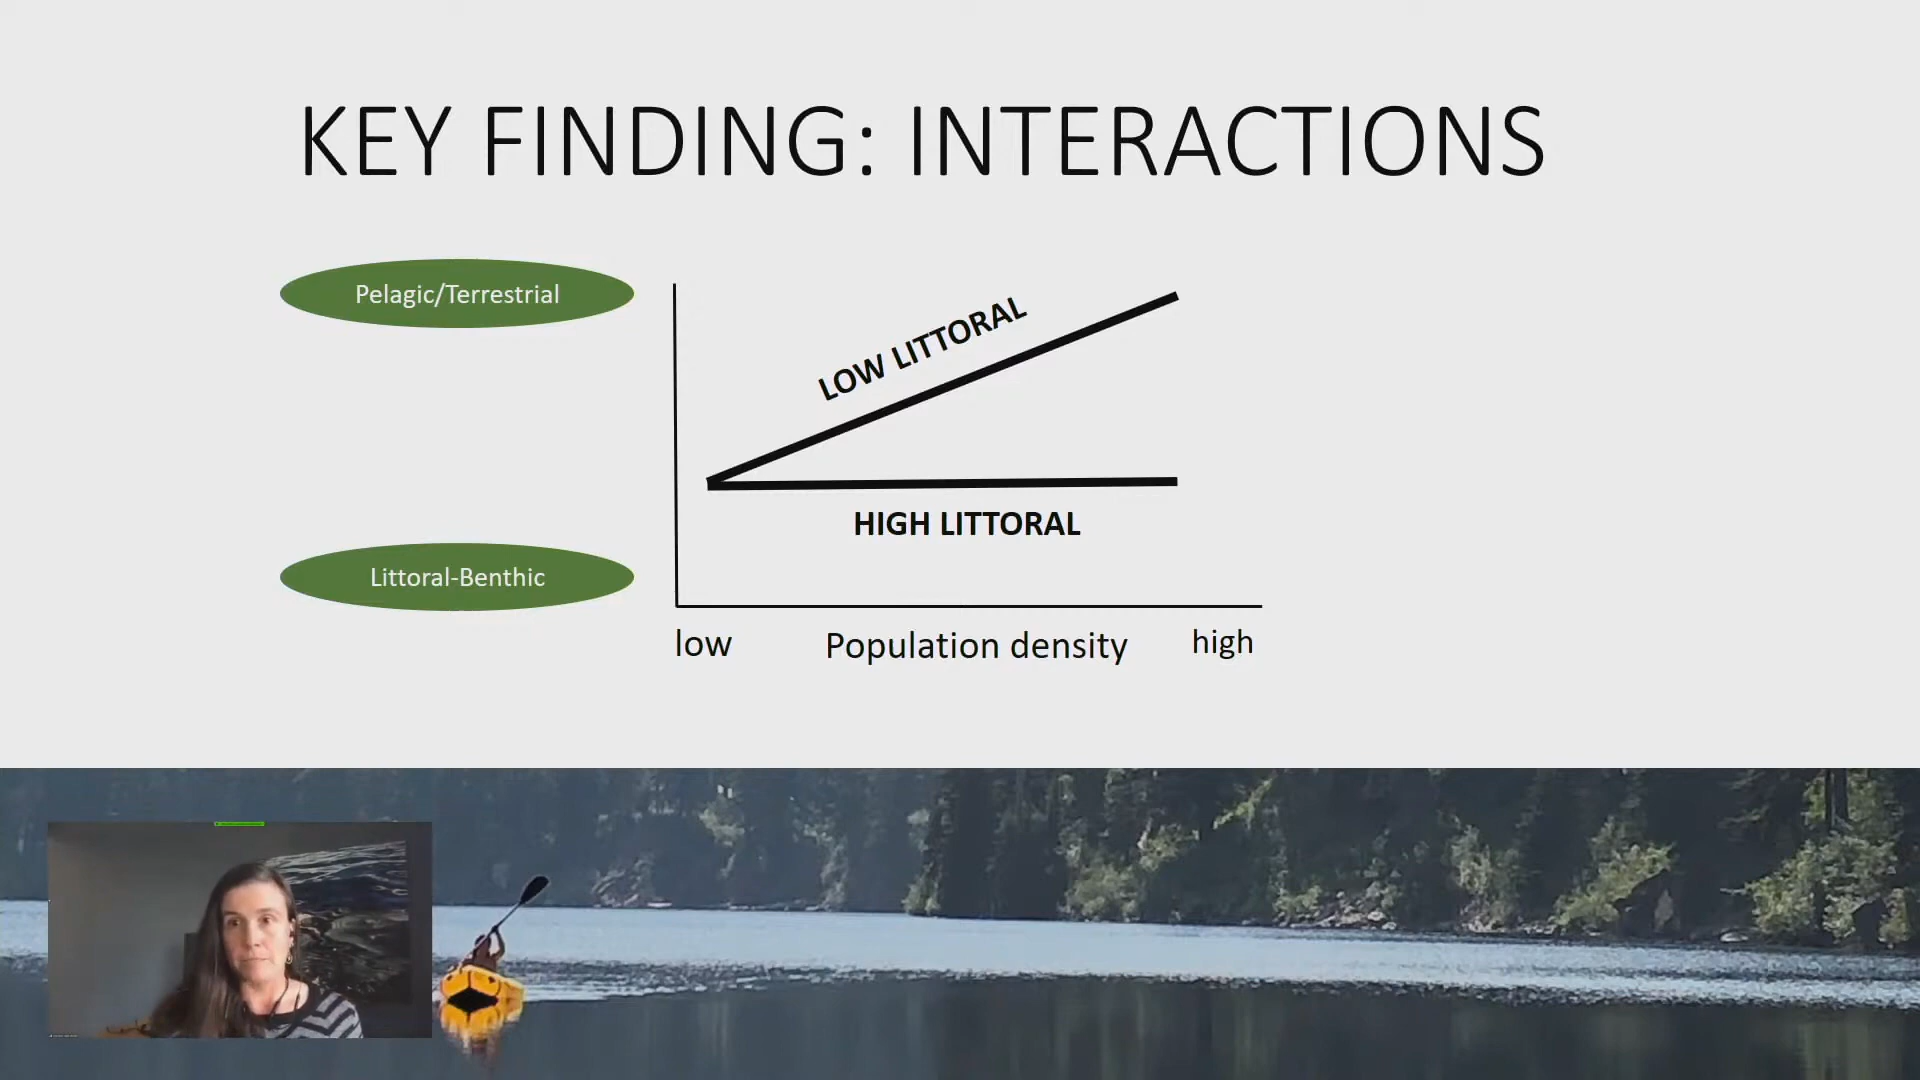 KEY FINDING: INTERACTIONS
Pelagic/Terrestrial
LOW LITTORAL
HIGH LITTORAL
Littoral-Benthic
low
Population density
high